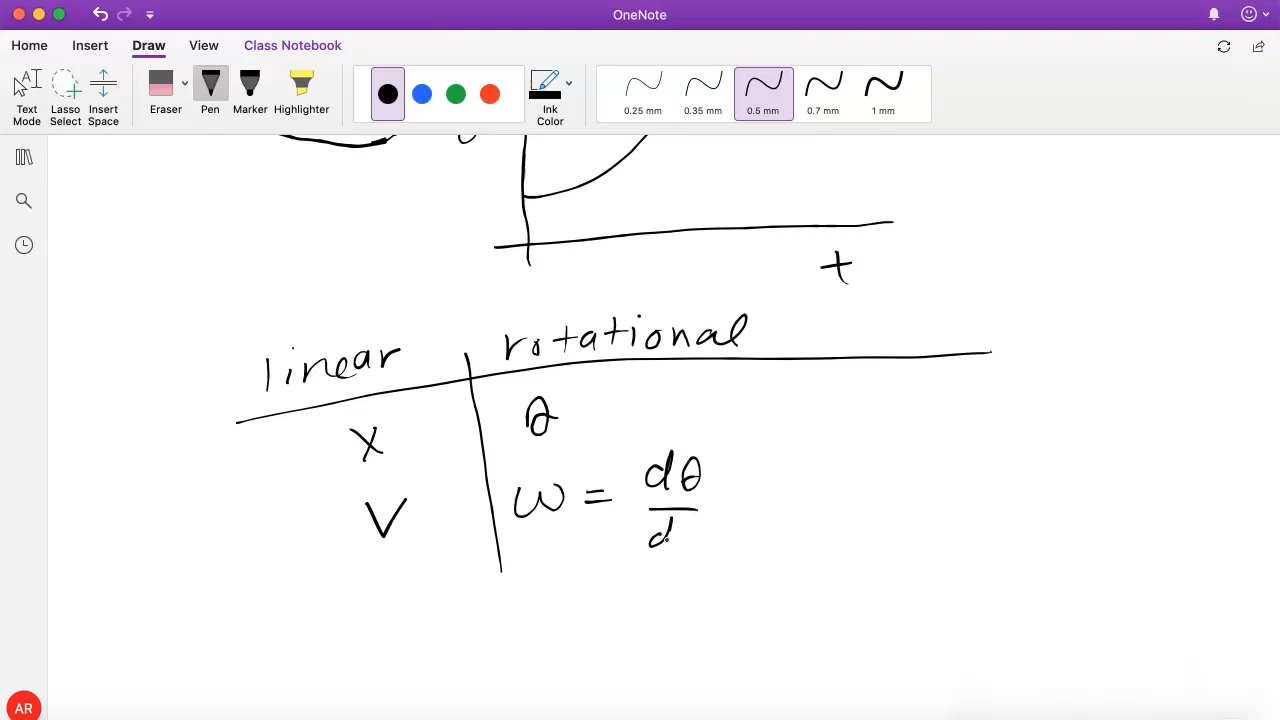 OneNote
Home Insert Draw View Class Notebook
Text Mode Lasso Select Insert Space Eraser Pen Marker Highlighter Ink Color 0.25 mm 0.35 mm 0.5 mm 0.7 mm 1 mm
t
linear rotational
x θ
v ω = dθ/d
AR